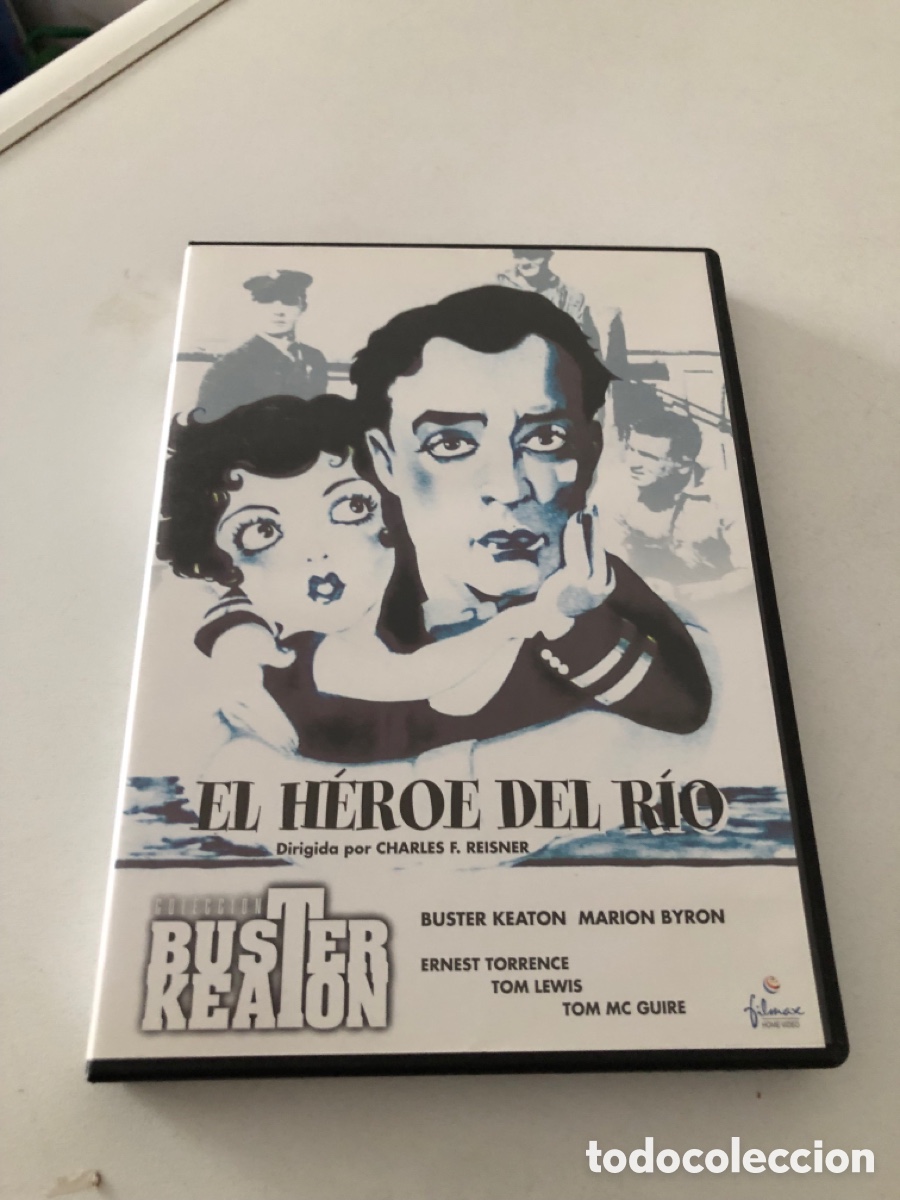 EL HÉROE DEL RÍO
Dirigida por CHARLES F. REISNER
COLECCIÓN
BUSTER
KEATON
BUSTER KEATON MARION BYRON
ERNEST TORRENCE
TOM LEWIS
TOM MC GUIRE
filmax
HOME VIDEO
todocoleccion